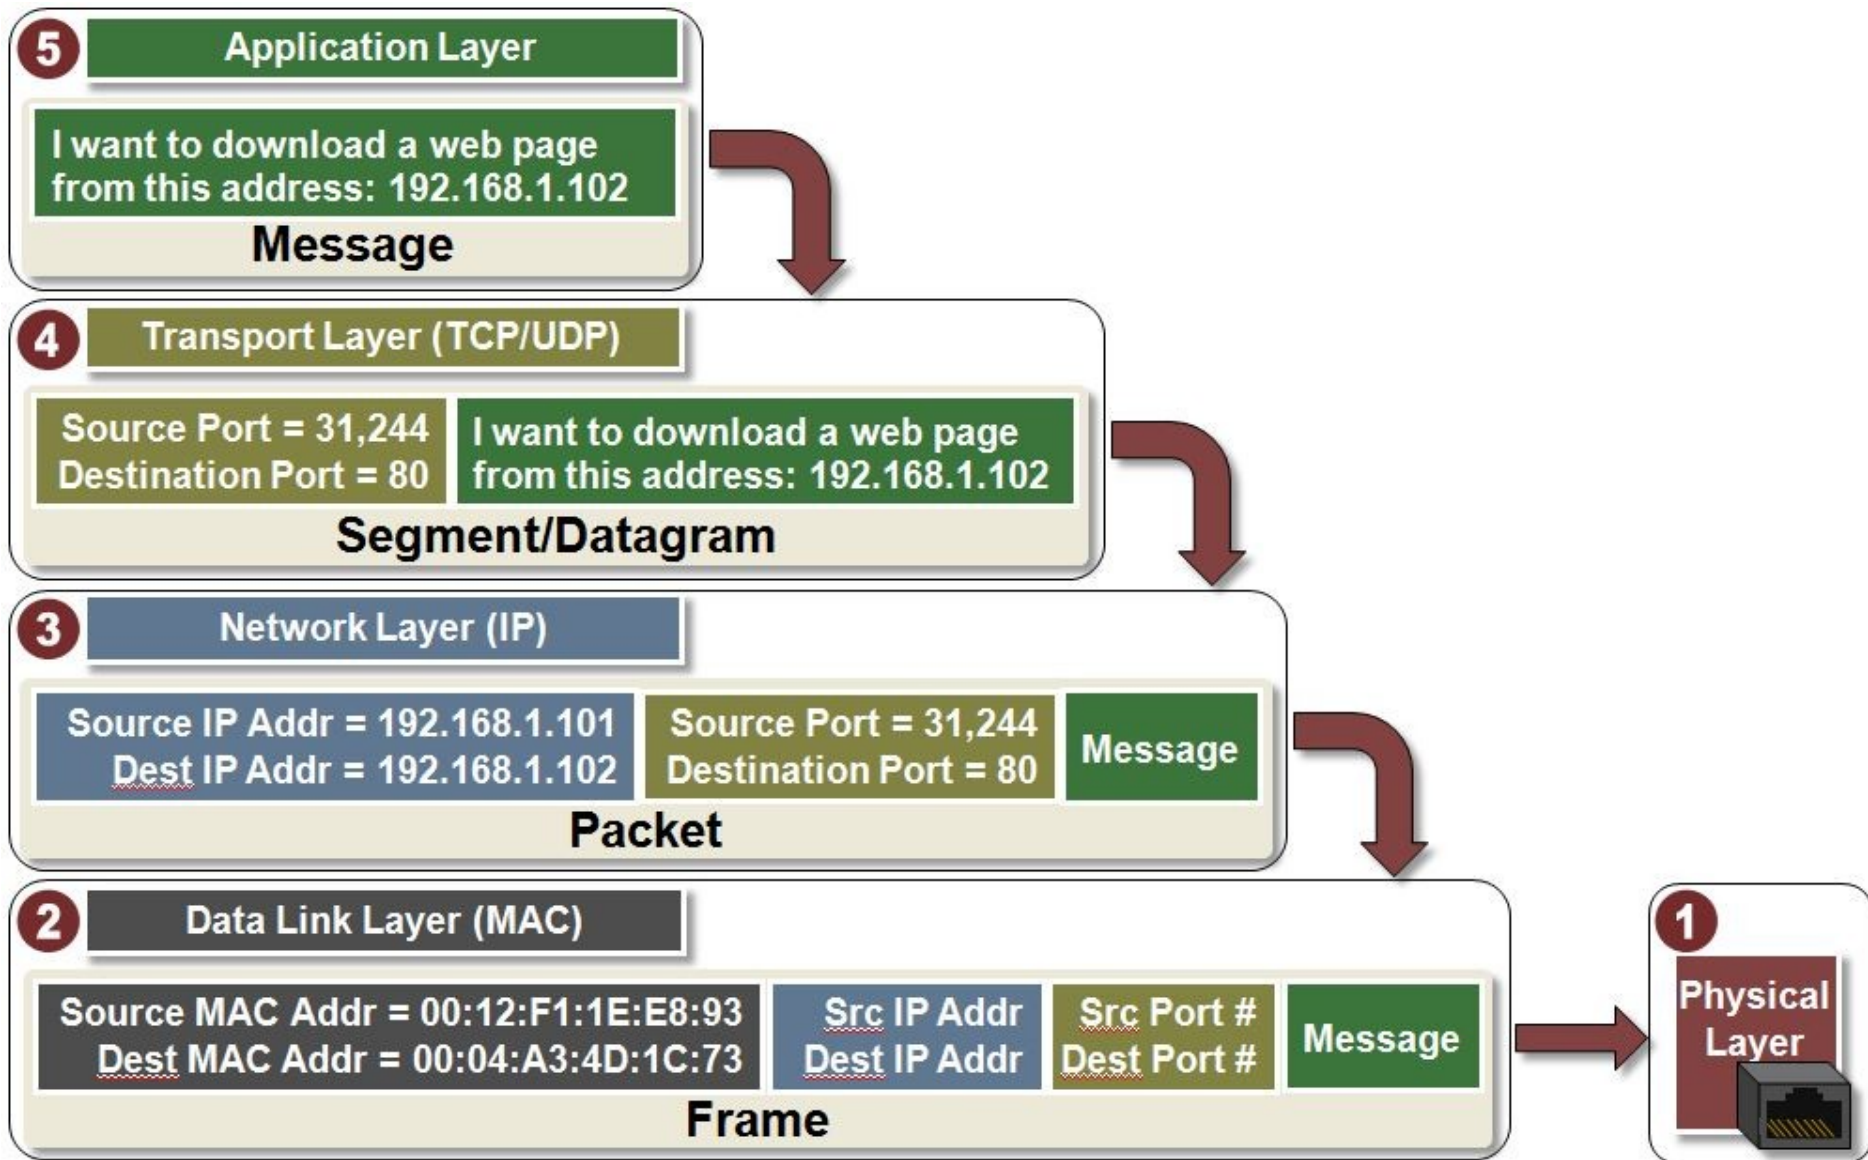 5
Application Layer
I want to download a web page
from this address: 192.168.1.102
Message
4
Transport Layer (TCP/UDP)
Source Port = 31,244
Destination Port = 80
I want to download a web page
from this address: 192.168.1.102
Segment/Datagram
3
Network Layer (IP)
Source IP Addr = 192.168.1.101
Dest IP Addr = 192.168.1.102
Source Port = 31,244
Destination Port = 80
Message
Packet
2
Data Link Layer (MAC)
Source MAC Addr = 00:12:F1:1E:E8:93
Dest MAC Addr = 00:04:A3:4D:1C:73
Src IP Addr
Dest IP Addr
Src Port #
Dest Port #
Message
Frame
1
Physical
Layer